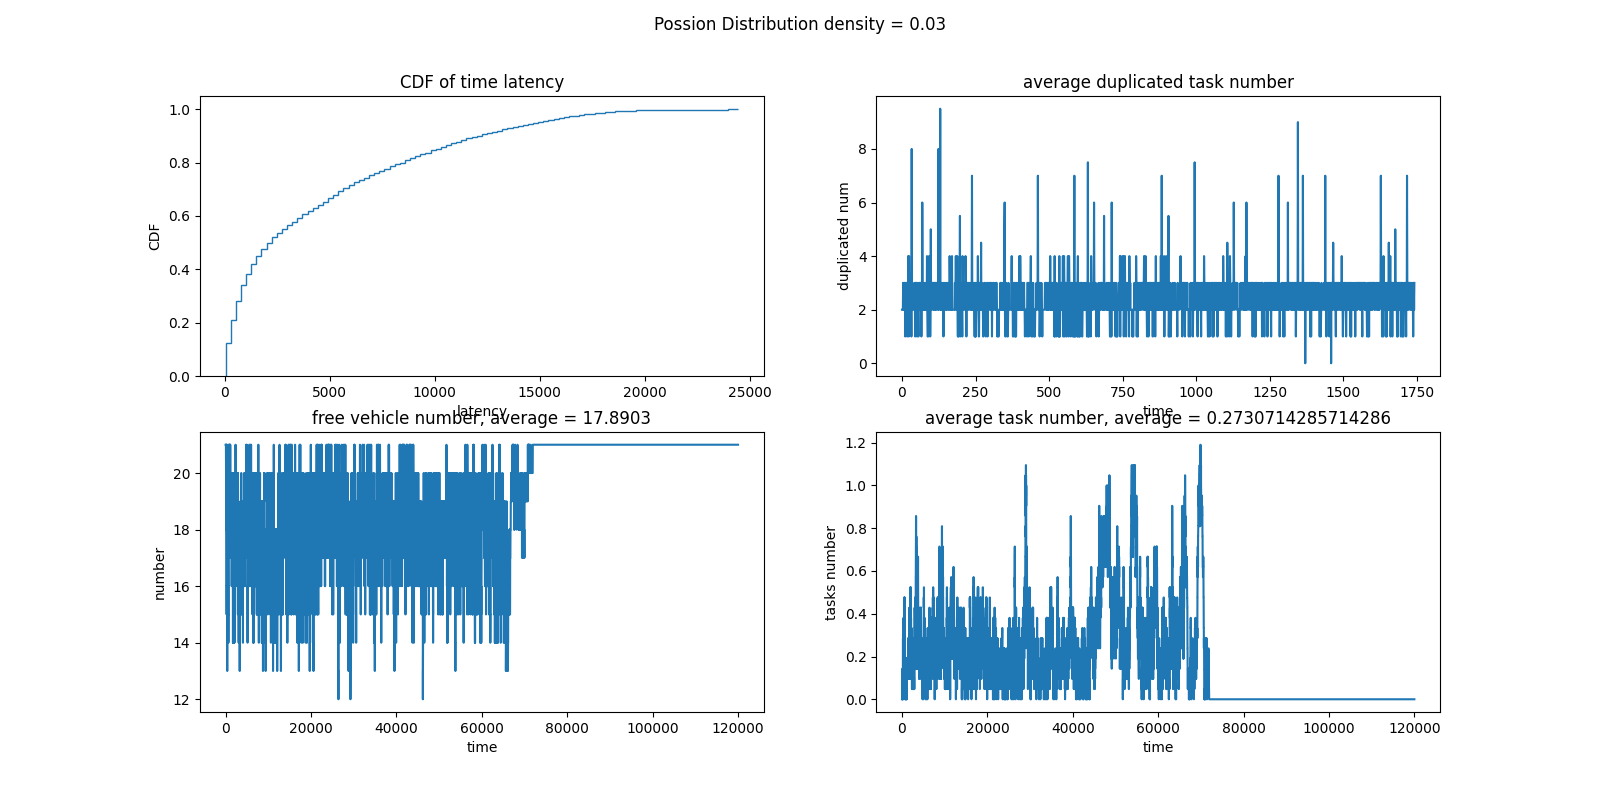 Possion Distribution density = 0.03
CDF of time latency
1.0
0.8
0.6
0.4
0.2
0.0
CDF
0 5000 10000 15000 20000 25000
latency
average duplicated task number
8
6
4
2
0
duplicated num
0 250 500 750 1000 1250 1500 1750
time
free vehicle number, average = 17.8903
20
18
16
14
12
number
0 20000 40000 60000 80000 100000 120000
time
average task number, average = 0.2730714285714286
1.2
1.0
0.8
0.6
0.4
0.2
0.0
tasks number
0 20000 40000 60000 80000 100000 120000
time